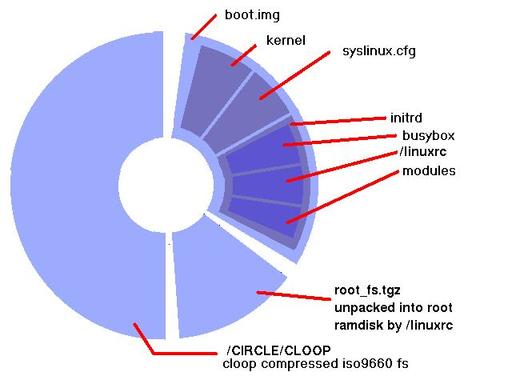 boot.img
kernel
syslinux.cfg
initrd
busybox
/linuxrc
modules
root_fs.tgz
unpacked into root
ramdisk by /linuxrc
/CIRCLE/CLOOP
cloop compressed iso9660 fs